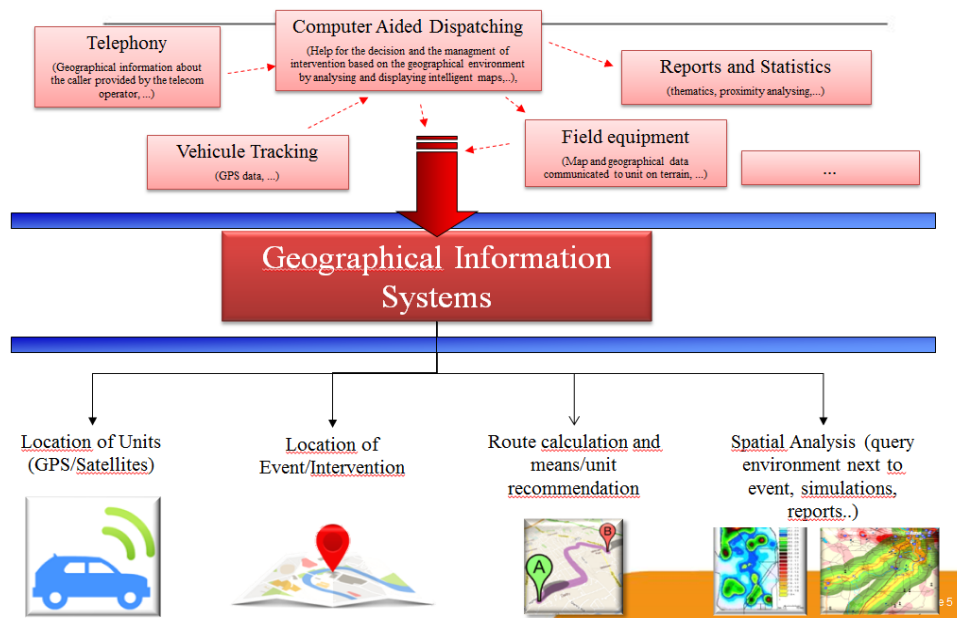 Computer Aided Dispatching
(Help for the decision and the managment of
intervention based on the geographical environment
by analysing and displaying intelligent maps,..),
Telephony
(Geographical information about
the caller provided by the telecom
operator, ...)
Reports and Statistics
(thematics, proximity analysing,...)
Vehicule Tracking
(GPS data, ...)
Field equipment
(Map and geographical data
communicated to unit on terrain, ...)
...
Geographical Information
Systems
Location of Units
(GPS/Satellites)
Location of
Event/Intervention
Route calculation and
means/unit
recommendation
Spatial Analysis (query
environment next to
event, simulations,
reports..)
A
B
e 5